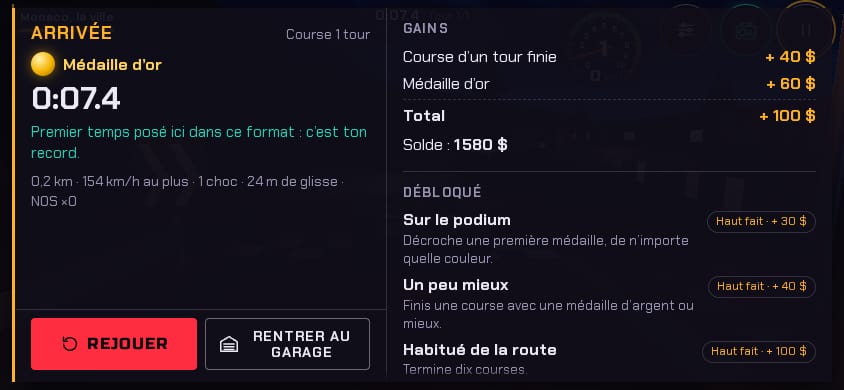 ARRIVÉE
Course 1 tour
Médaille d'or
0:07.4
Premier temps posé ici dans ce format : c'est ton
record.
0,2 km · 154 km/h au plus · 1 choc · 24 m de glisse ·
NOS ×0
REJOUER
RENTRER AU
GARAGE
GAINS
Course d'un tour finie + 40 $
Médaille d'or + 60 $
Total + 100 $
Solde : 1580 $
DÉBLOQUÉ
Sur le podium
Haut fait · + 30 $
Décroche une première médaille, de n'importe
quelle couleur.
Un peu mieux
Haut fait · + 40 $
Finis une course avec une médaille d'argent ou
mieux.
Habitué de la route
Haut fait · + 100 $
Termine dix courses.